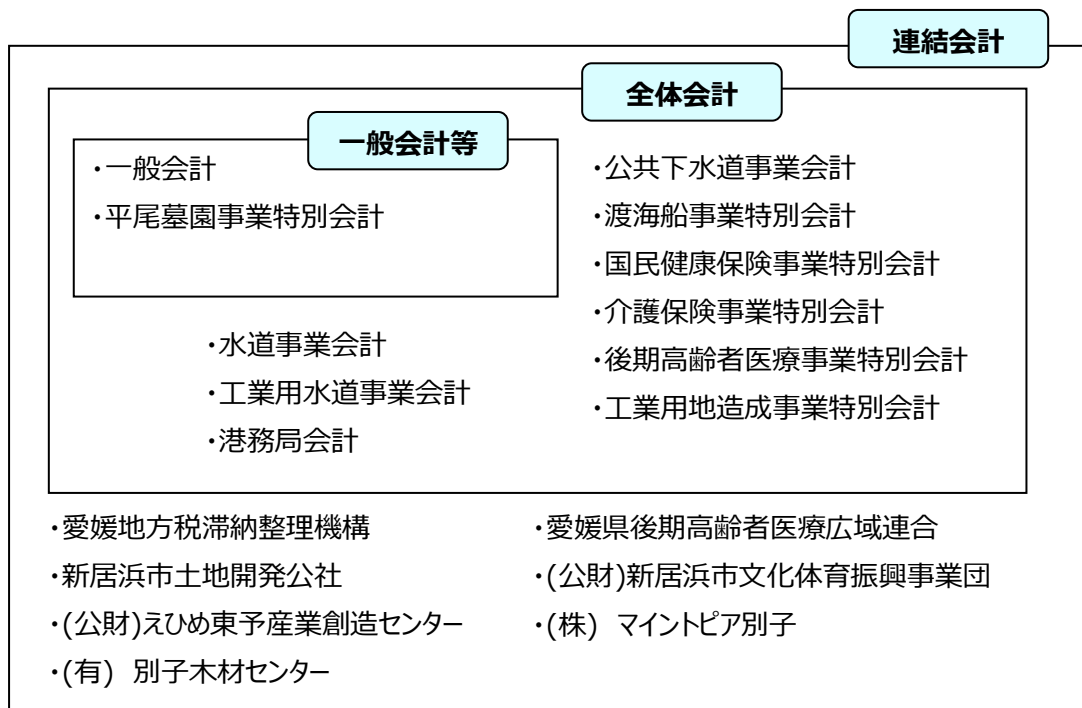 連結会計
全体会計
一般会計等
・一般会計
・平尾墓園事業特別会計
・公共下水道事業会計
・渡海船事業特別会計
・国民健康保険事業特別会計
・介護保険事業特別会計
・後期高齢者医療事業特別会計
・工業用地造成事業特別会計
・水道事業会計
・工業用水道事業会計
・港務局会計
・愛媛地方税滞納整理機構
・愛媛県後期高齢者医療広域連合
・新居浜市土地開発公社
・(公財)新居浜市文化体育振興事業団
・(公財)えひめ東予産業創造センター
・(株) マイントピア別子
・(有) 別子木材センター